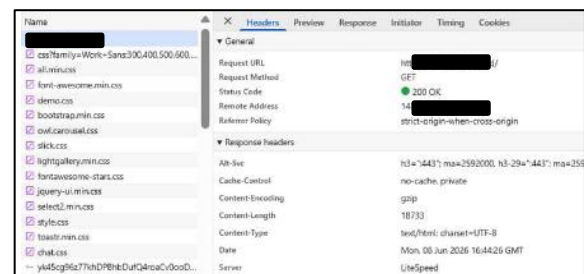 Name
css?family=Work+Sans:300,400,500,600,...
all.min.css
font-awesome.min.css
demo.css
bootstrap.min.css
owl.carousel.css
slick.css
lightgallery.min.css
fontawesome-stars.css
jquery-ui.min.css
select2.min.css
style.css
toastr.min.css
chat.css
Headers Preview Response Initiator Timing Cookies
General
Request URL
Request Method GET
Status Code 200 OK
Remote Address 14
Referrer Policy strict-origin-when-cross-origin
Response headers
Alt-Svc h3=":443"; ma=2592000, h3-29=":443"; ma=259
Cache-Control no-cache, private
Content-Encoding gzip
Content-Length 18733
Content-Type text/html; charset=UTF-8
Date Mon, 08 Jun 2026 16:44:26 GMT
Server LiteSpeed